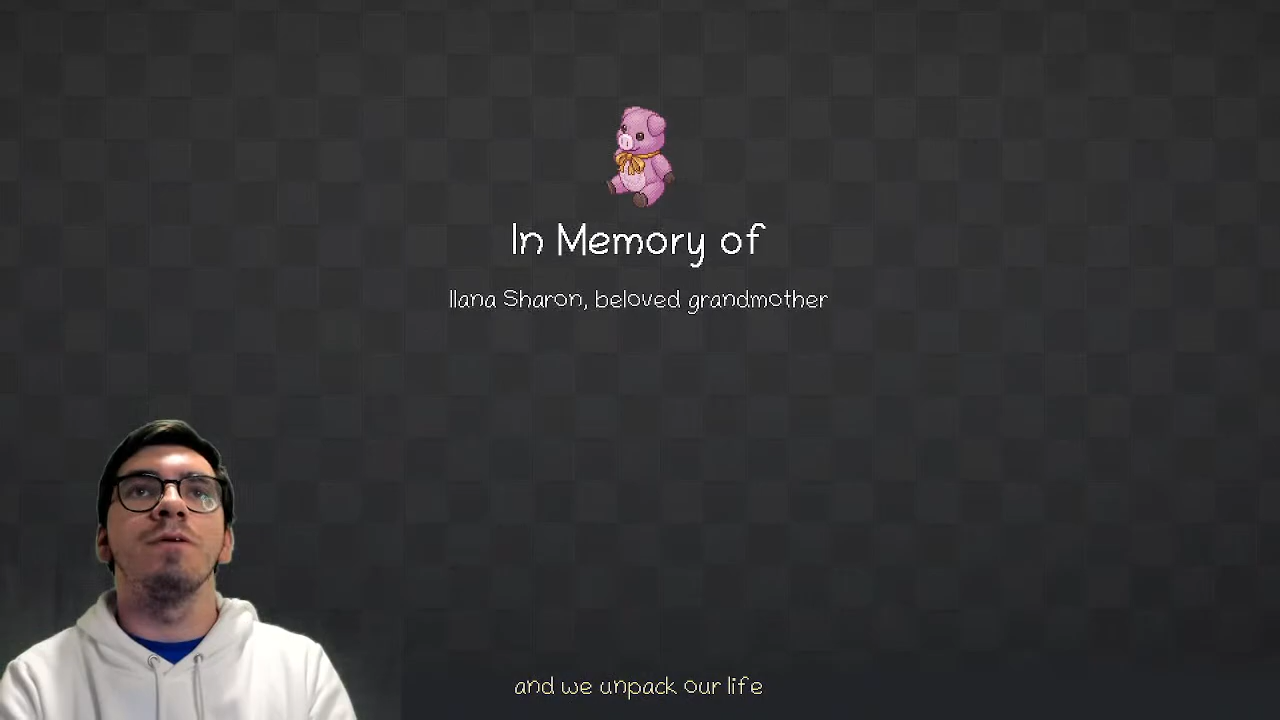 In Memory of
Ilana Sharon, beloved grandmother
and we unpack our life